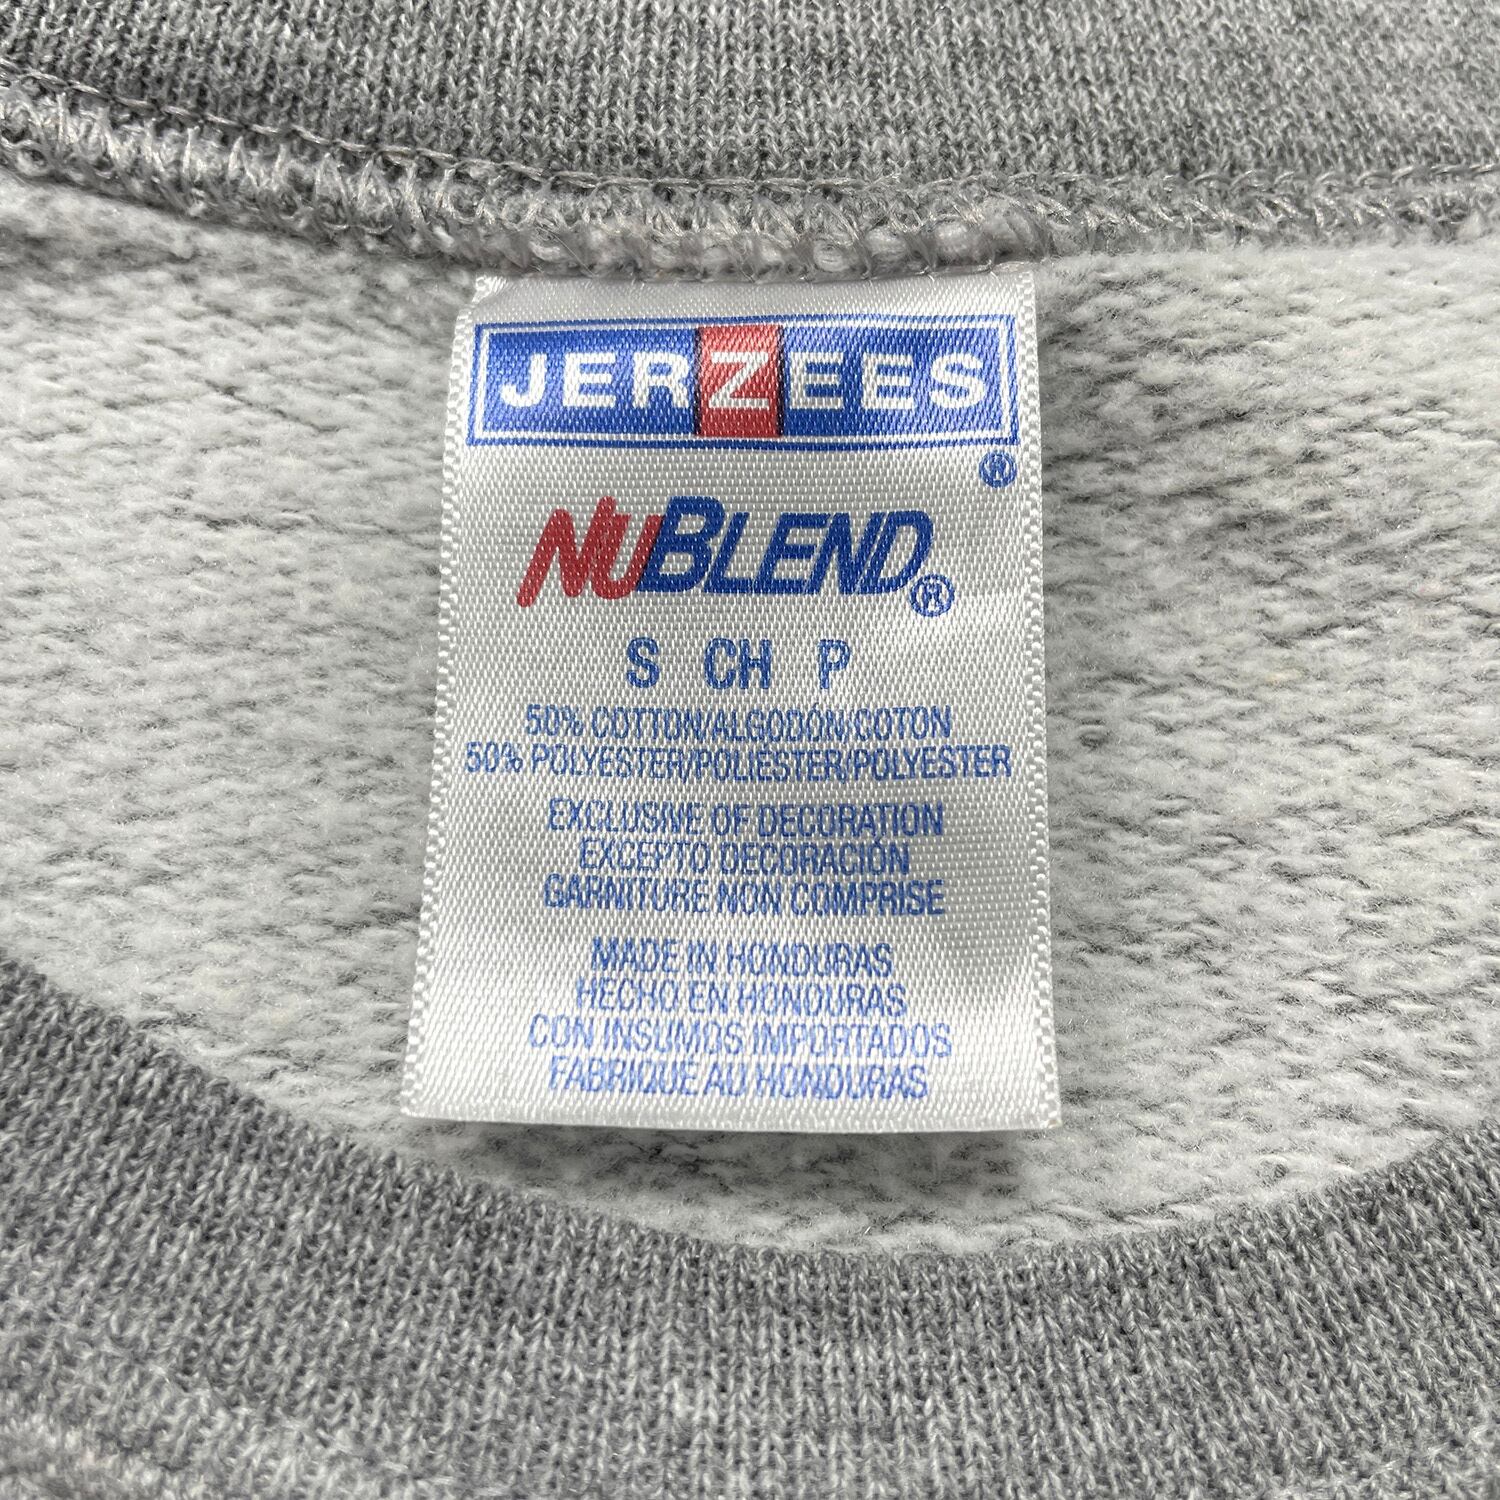 JERZEES
®
NUBLEND®
S CH P
50% COTTON/ALGODÓN/COTON
50% POLYESTER/POLIÉSTER/POLYESTER
EXCLUSIVE OF DECORATION
EXCEPTO DECORACIÓN
GARNITURE NON COMPRISE
MADE IN HONDURAS
HECHO EN HONDURAS
CON INSUMOS IMPORTADOS
FABRIQUE AU HONDURAS